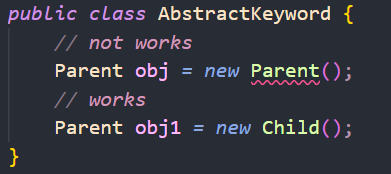 public class AbstractKeyword {
// not works
Parent obj = new Parent();
// works
Parent obj1 = new Child();
}